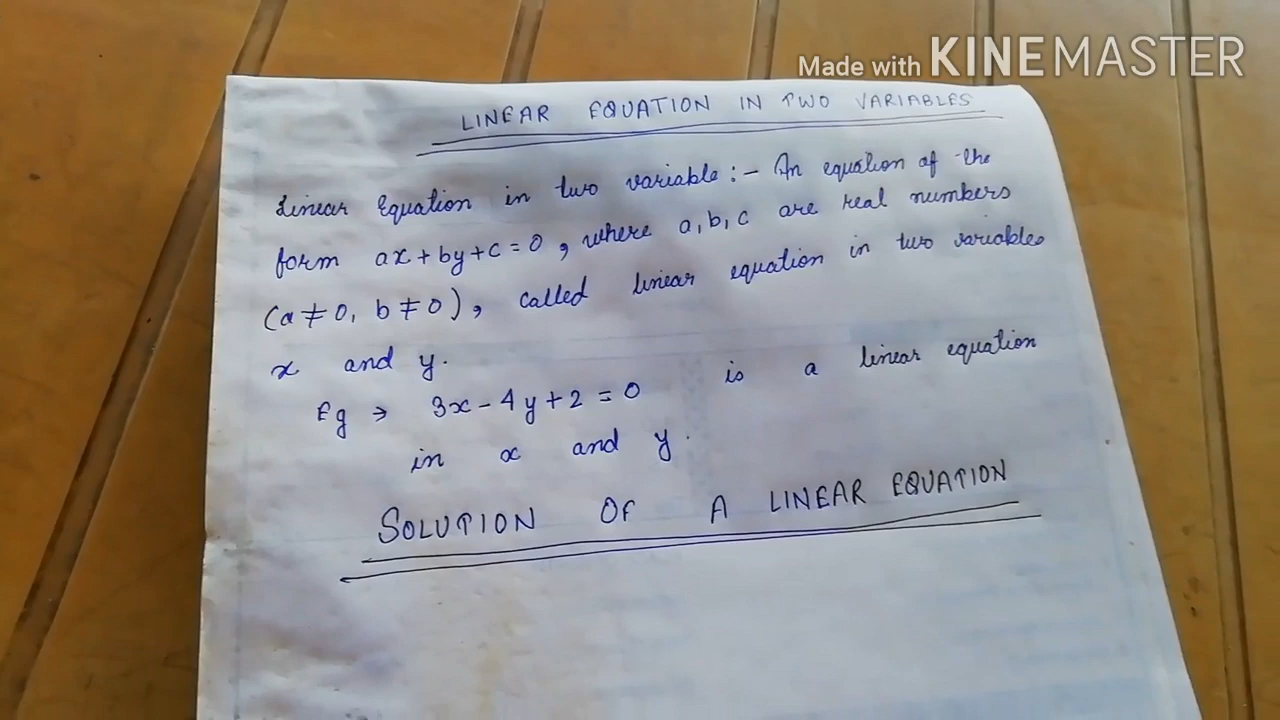 Made with KINEMASTER
LINEAR EQUATION IN TWO VARIABLES
Linear Equation in two variable :- An equation of the
form ax + by + c = 0, where a, b, c are real numbers
(a ≠ 0, b ≠ 0), called linear equation in two variables
x and y.
Eg → 3x - 4y + 2 = 0 is a linear equation
in x and y.
SOLUTION OF A LINEAR EQUATION